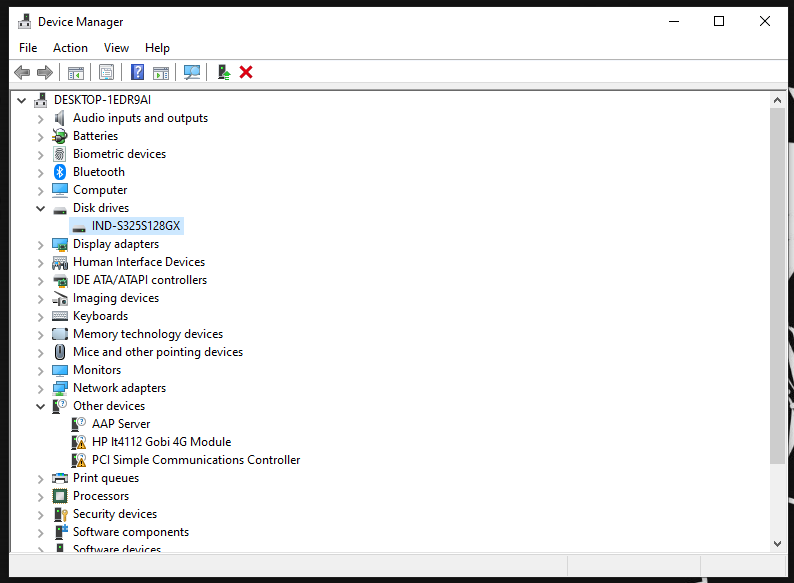 Device Manager
File Action View Help
DESKTOP-1EDR9AI
Audio inputs and outputs
Batteries
Biometric devices
Bluetooth
Computer
Disk drives
IND-S325S128GX
Display adapters
Human Interface Devices
IDE ATA/ATAPI controllers
Imaging devices
Keyboards
Memory technology devices
Mice and other pointing devices
Monitors
Network adapters
Other devices
AAP Server
HP lt4112 Gobi 4G Module
PCI Simple Communications Controller
Print queues
Processors
Security devices
Software components
Software devices